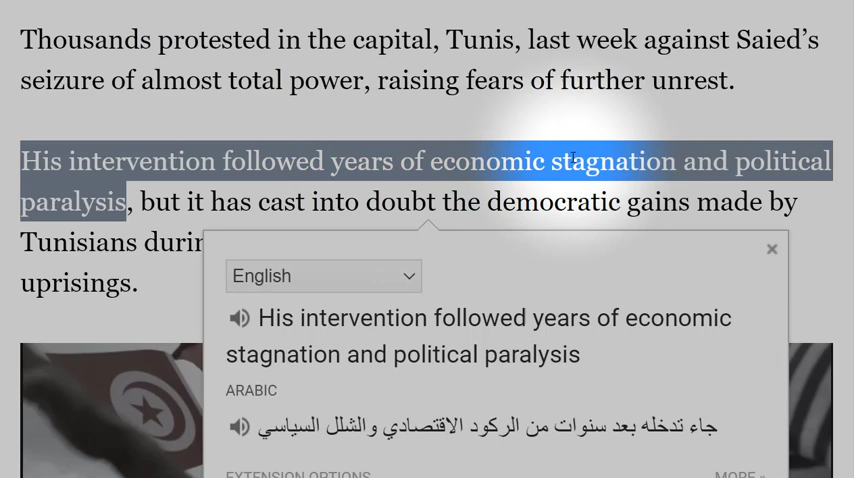 Thousands protested in the capital, Tunis, last week against Saied’s
seizure of almost total power, raising fears of further unrest.
His intervention followed years of economic stagnation and political
paralysis, but it has cast into doubt the democratic gains made by
Tunisians
uprisings.
English
His intervention followed years of economic
stagnation and political paralysis
ARABIC
جاء تدخله بعد سنوات من الركود الاقتصادي والشلل السياسي
EXTENSION OPTIONS
MORE »